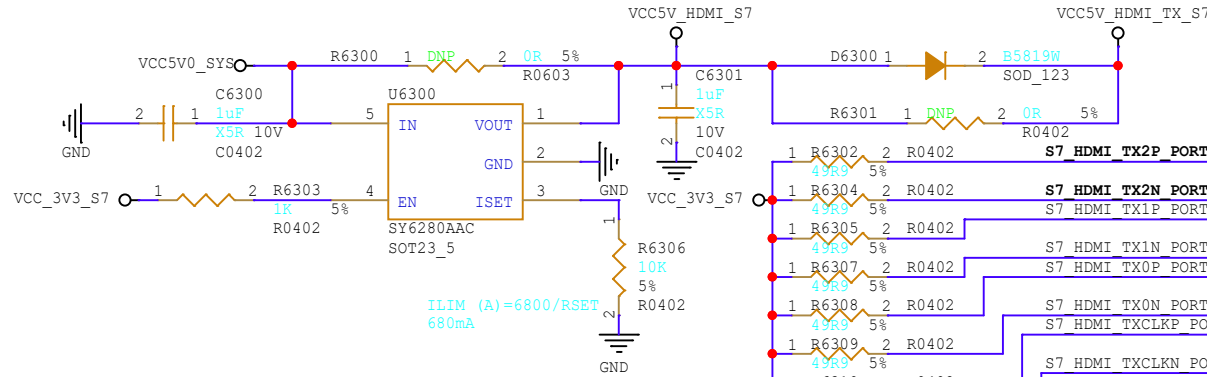 VCC5V_HDMI_S7
VCC5V_HDMI_TX_S7
VCC5V0_SYS
R6300 1 DNP 2 0R 5%
R0603
D6300 1 2 B5819W
SOD_123
C6300
1uF
X5R 10V
C0402
2 1
GND
U6300
5 IN VOUT 1
GND 2
4 EN ISET 3
SY6280AAC
SOT23_5
GND
C6301
1uF
X5R
10V
C0402
1
2
R6301 1 DNP 2 0R 5%
R0402
VCC_3V3_S7
1 2 R6303
1K 5%
R0402
1
R6306
10K
5%
R0402
2
GND
ILIM (A)=6800/RSET
680mA
VCC_3V3_S7
1 R6302 2 R0402 S7_HDMI_TX2P_PORT
49R9 5%
1 R6304 2 R0402 S7_HDMI_TX2N_PORT
49R9 5%
S7_HDMI_TX1P_PORT
1 R6305 2 R0402
49R9 5%
S7_HDMI_TX1N_PORT
1 R6307 2 R0402 S7_HDMI_TX0P_PORT
49R9 5%
1 R6308 2 R0402 S7_HDMI_TX0N_PORT
49R9 5%
S7_HDMI_TXCLKP_PO
1 R6309 2 R0402
49R9 5%
S7_HDMI_TXCLKN_PO